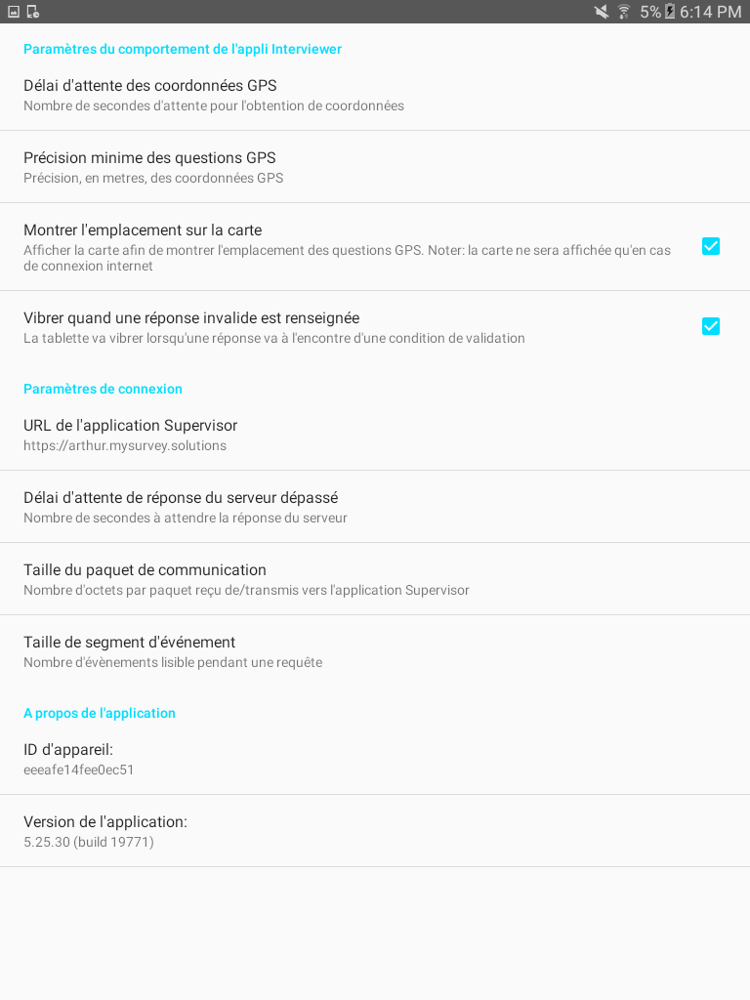 5% 6:14 PM
Paramètres du comportement de l'appli Interviewer
Délai d'attente des coordonnées GPS
Nombre de secondes d'attente pour l'obtention de coordonnées
Précision minime des questions GPS
Précision, en metres, des coordonnées GPS
Montrer l'emplacement sur la carte
Afficher la carte afin de montrer l'emplacement des questions GPS. Noter: la carte ne sera affichée qu'en cas
de connexion internet
Vibrer quand une réponse invalide est renseignée
La tablette va vibrer lorsqu'une réponse va à l'encontre d'une condition de validation
Paramètres de connexion
URL de l'application Supervisor
https://arthur.mysurvey.solutions
Délai d'attente de réponse du serveur dépassé
Nombre de secondes à attendre la réponse du serveur
Taille du paquet de communication
Nombre d'octets par paquet reçu de/transmis vers l'application Supervisor
Taille de segment d'événement
Nombre d'évènements lisible pendant une requête
A propos de l'application
ID d'appareil:
eeeafe14fee0ec51
Version de l'application:
5.25.30 (build 19771)